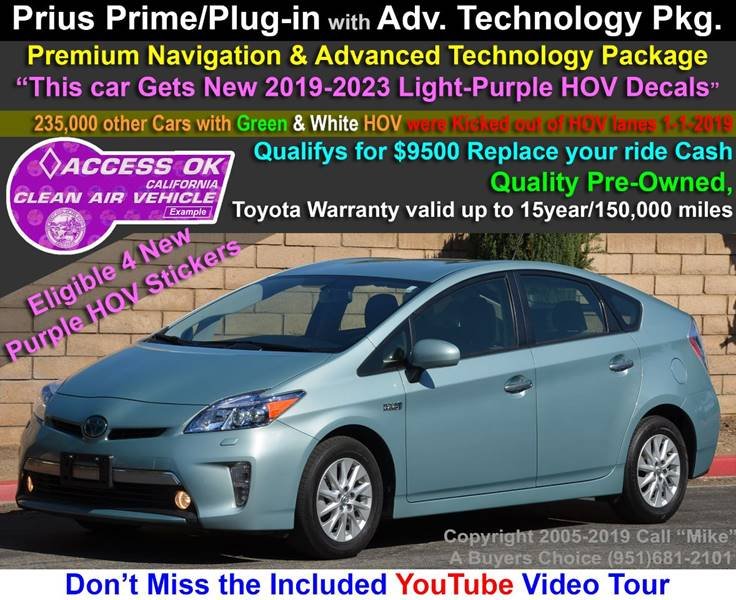 Prius Prime/Plug-in with Adv. Technology Pkg.
Premium Navigation & Advanced Technology Package
“This car Gets New 2019-2023 Light-Purple HOV Decals”
235,000 other Cars with Green & White HOV were Kicked out of HOV lanes 1-1-2019
Qualifys for $9500 Replace your ride Cash
ACCESS OK
CALIFORNIA
CLEAN AIR VEHICLE
Example
Quality Pre-Owned,
Toyota Warranty valid up to 15year/150,000 miles
Eligible 4 New
Purple HOV Stickers
Copyright 2005-2019 Call “Mike”
A Buyers Choice (951)681-2101
Don’t Miss the Included YouTube Video Tour